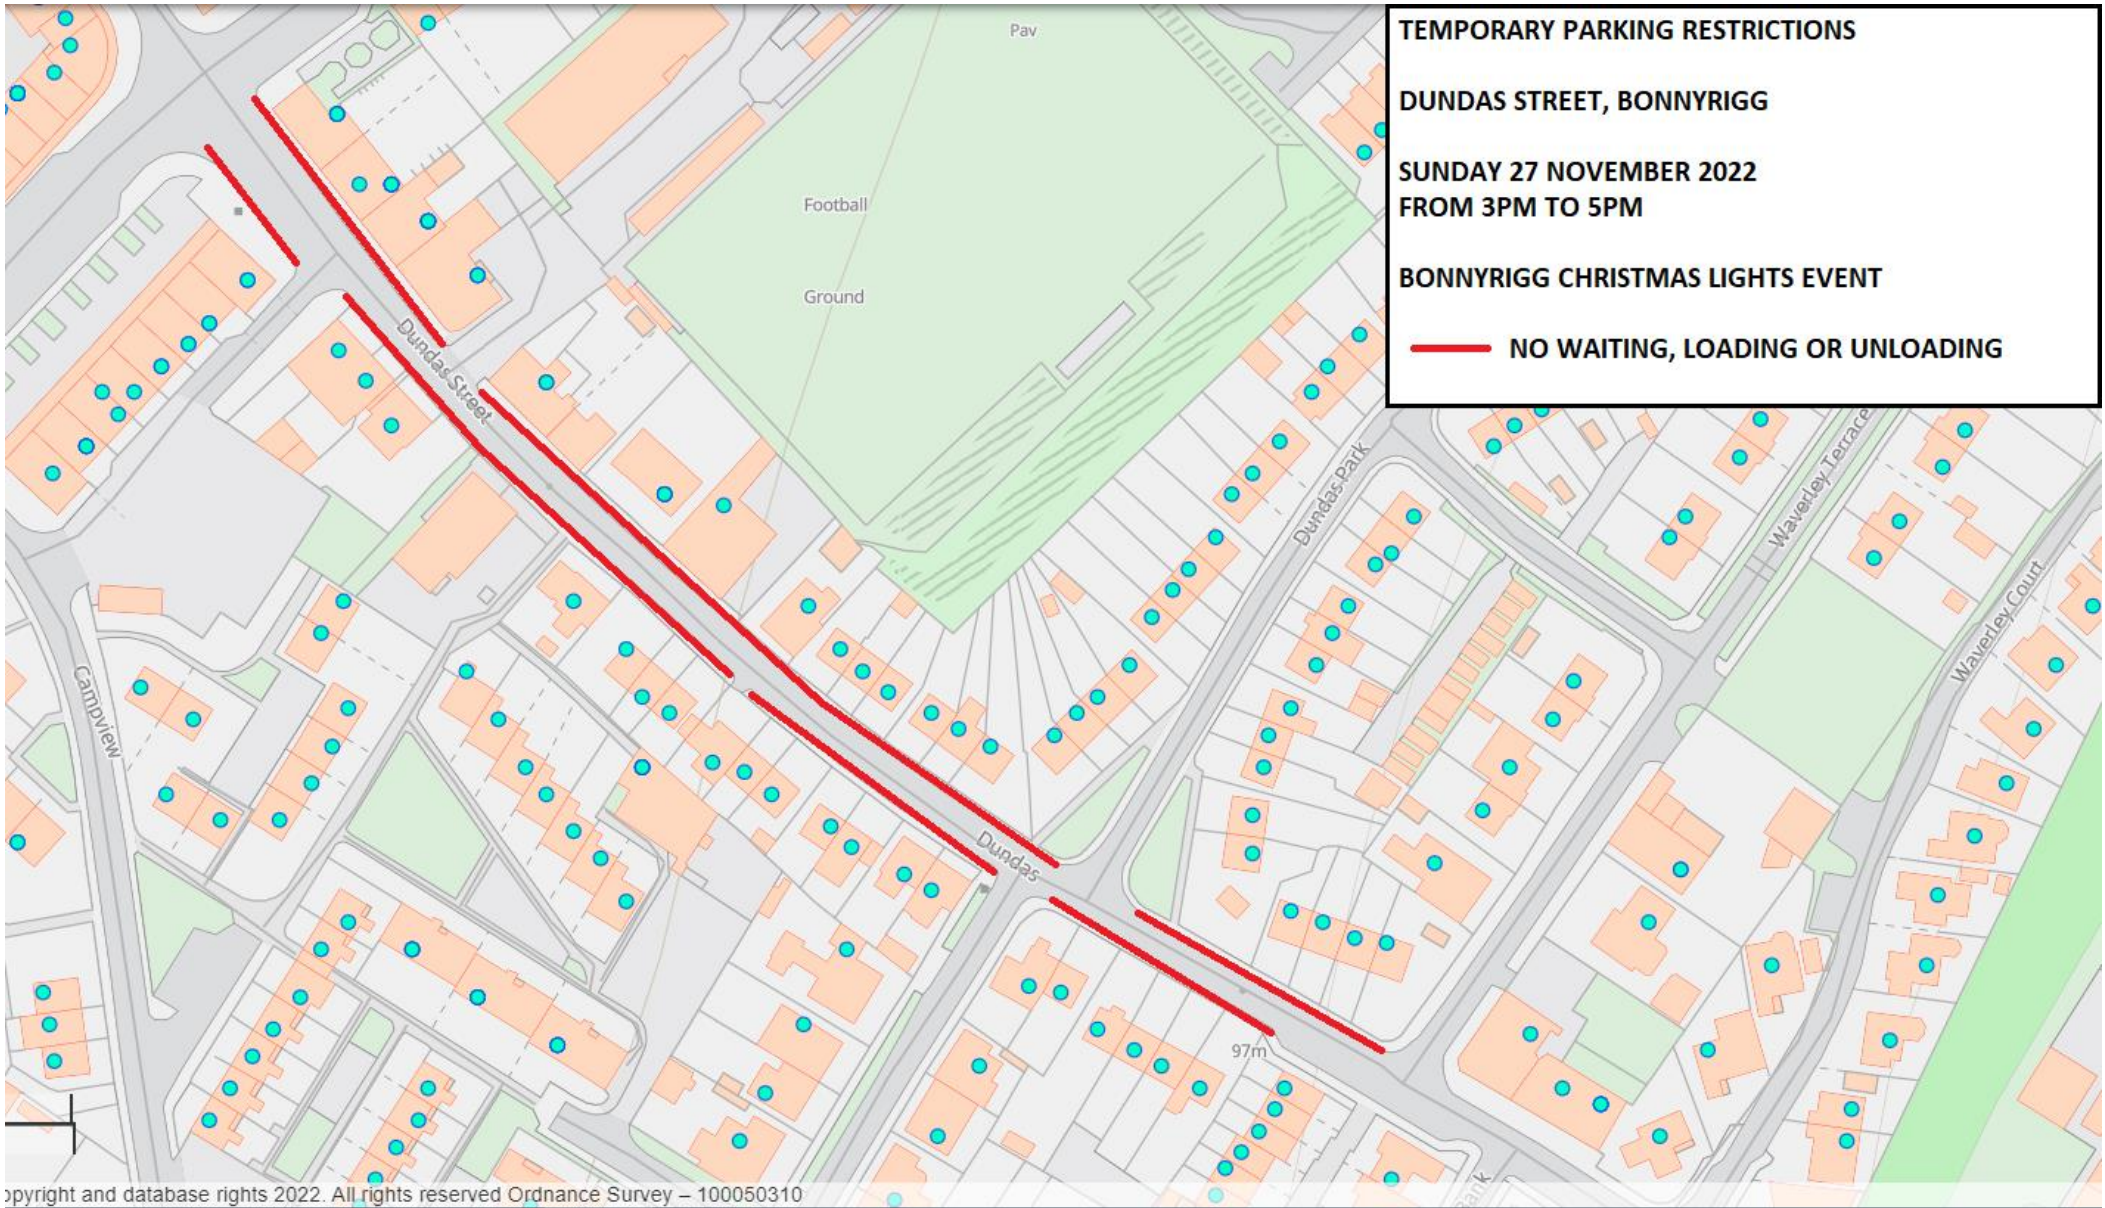 TEMPORARY PARKING RESTRICTIONS
DUNDAS STREET, BONNYRIGG
SUNDAY 27 NOVEMBER 2022
FROM 3PM TO 5PM
BONNYRIGG CHRISTMAS LIGHTS EVENT
NO WAITING, LOADING OR UNLOADING
Pav
Football
Ground
Dundas Street
Dundas Park
Waverley Terrace
Waverley Court
Campview
Dundas
97m
Bank
opyright and database rights 2022. All rights reserved Ordnance Survey – 100050310